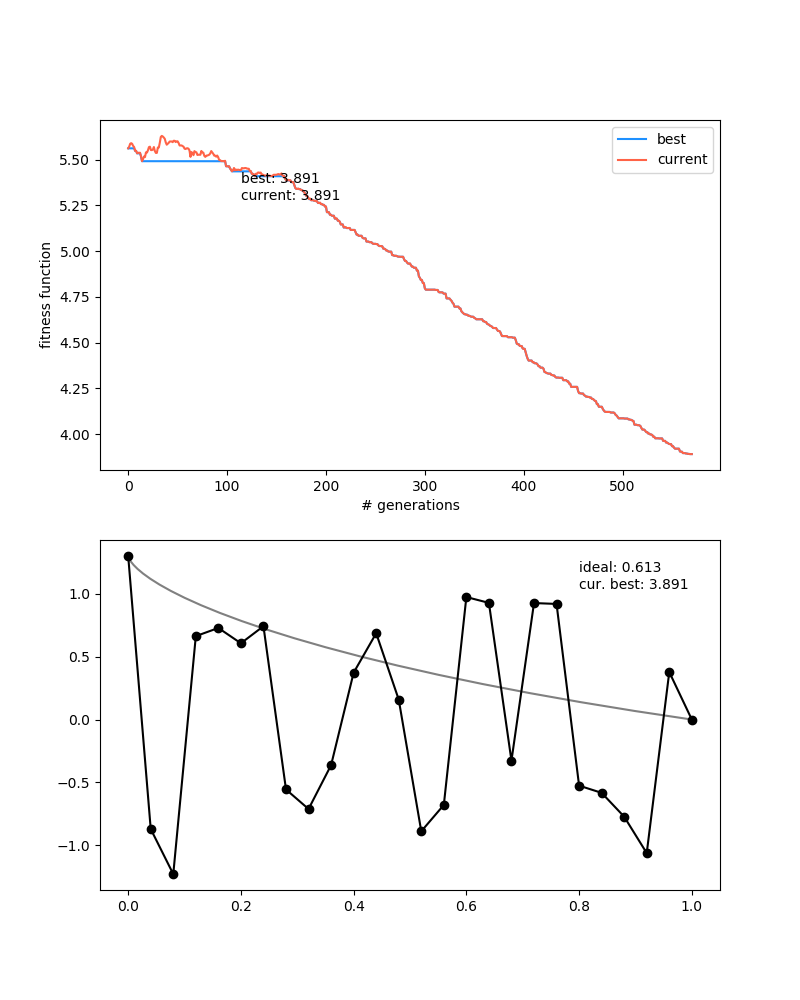 best
current
5.50
5.25
5.00
4.75
4.50
4.25
4.00
fitness function
best: 3.891
current: 3.891
0 100 200 300 400 500
# generations
ideal: 0.613
cur. best: 3.891
1.0
0.5
0.0
−0.5
−1.0
0.0 0.2 0.4 0.6 0.8 1.0